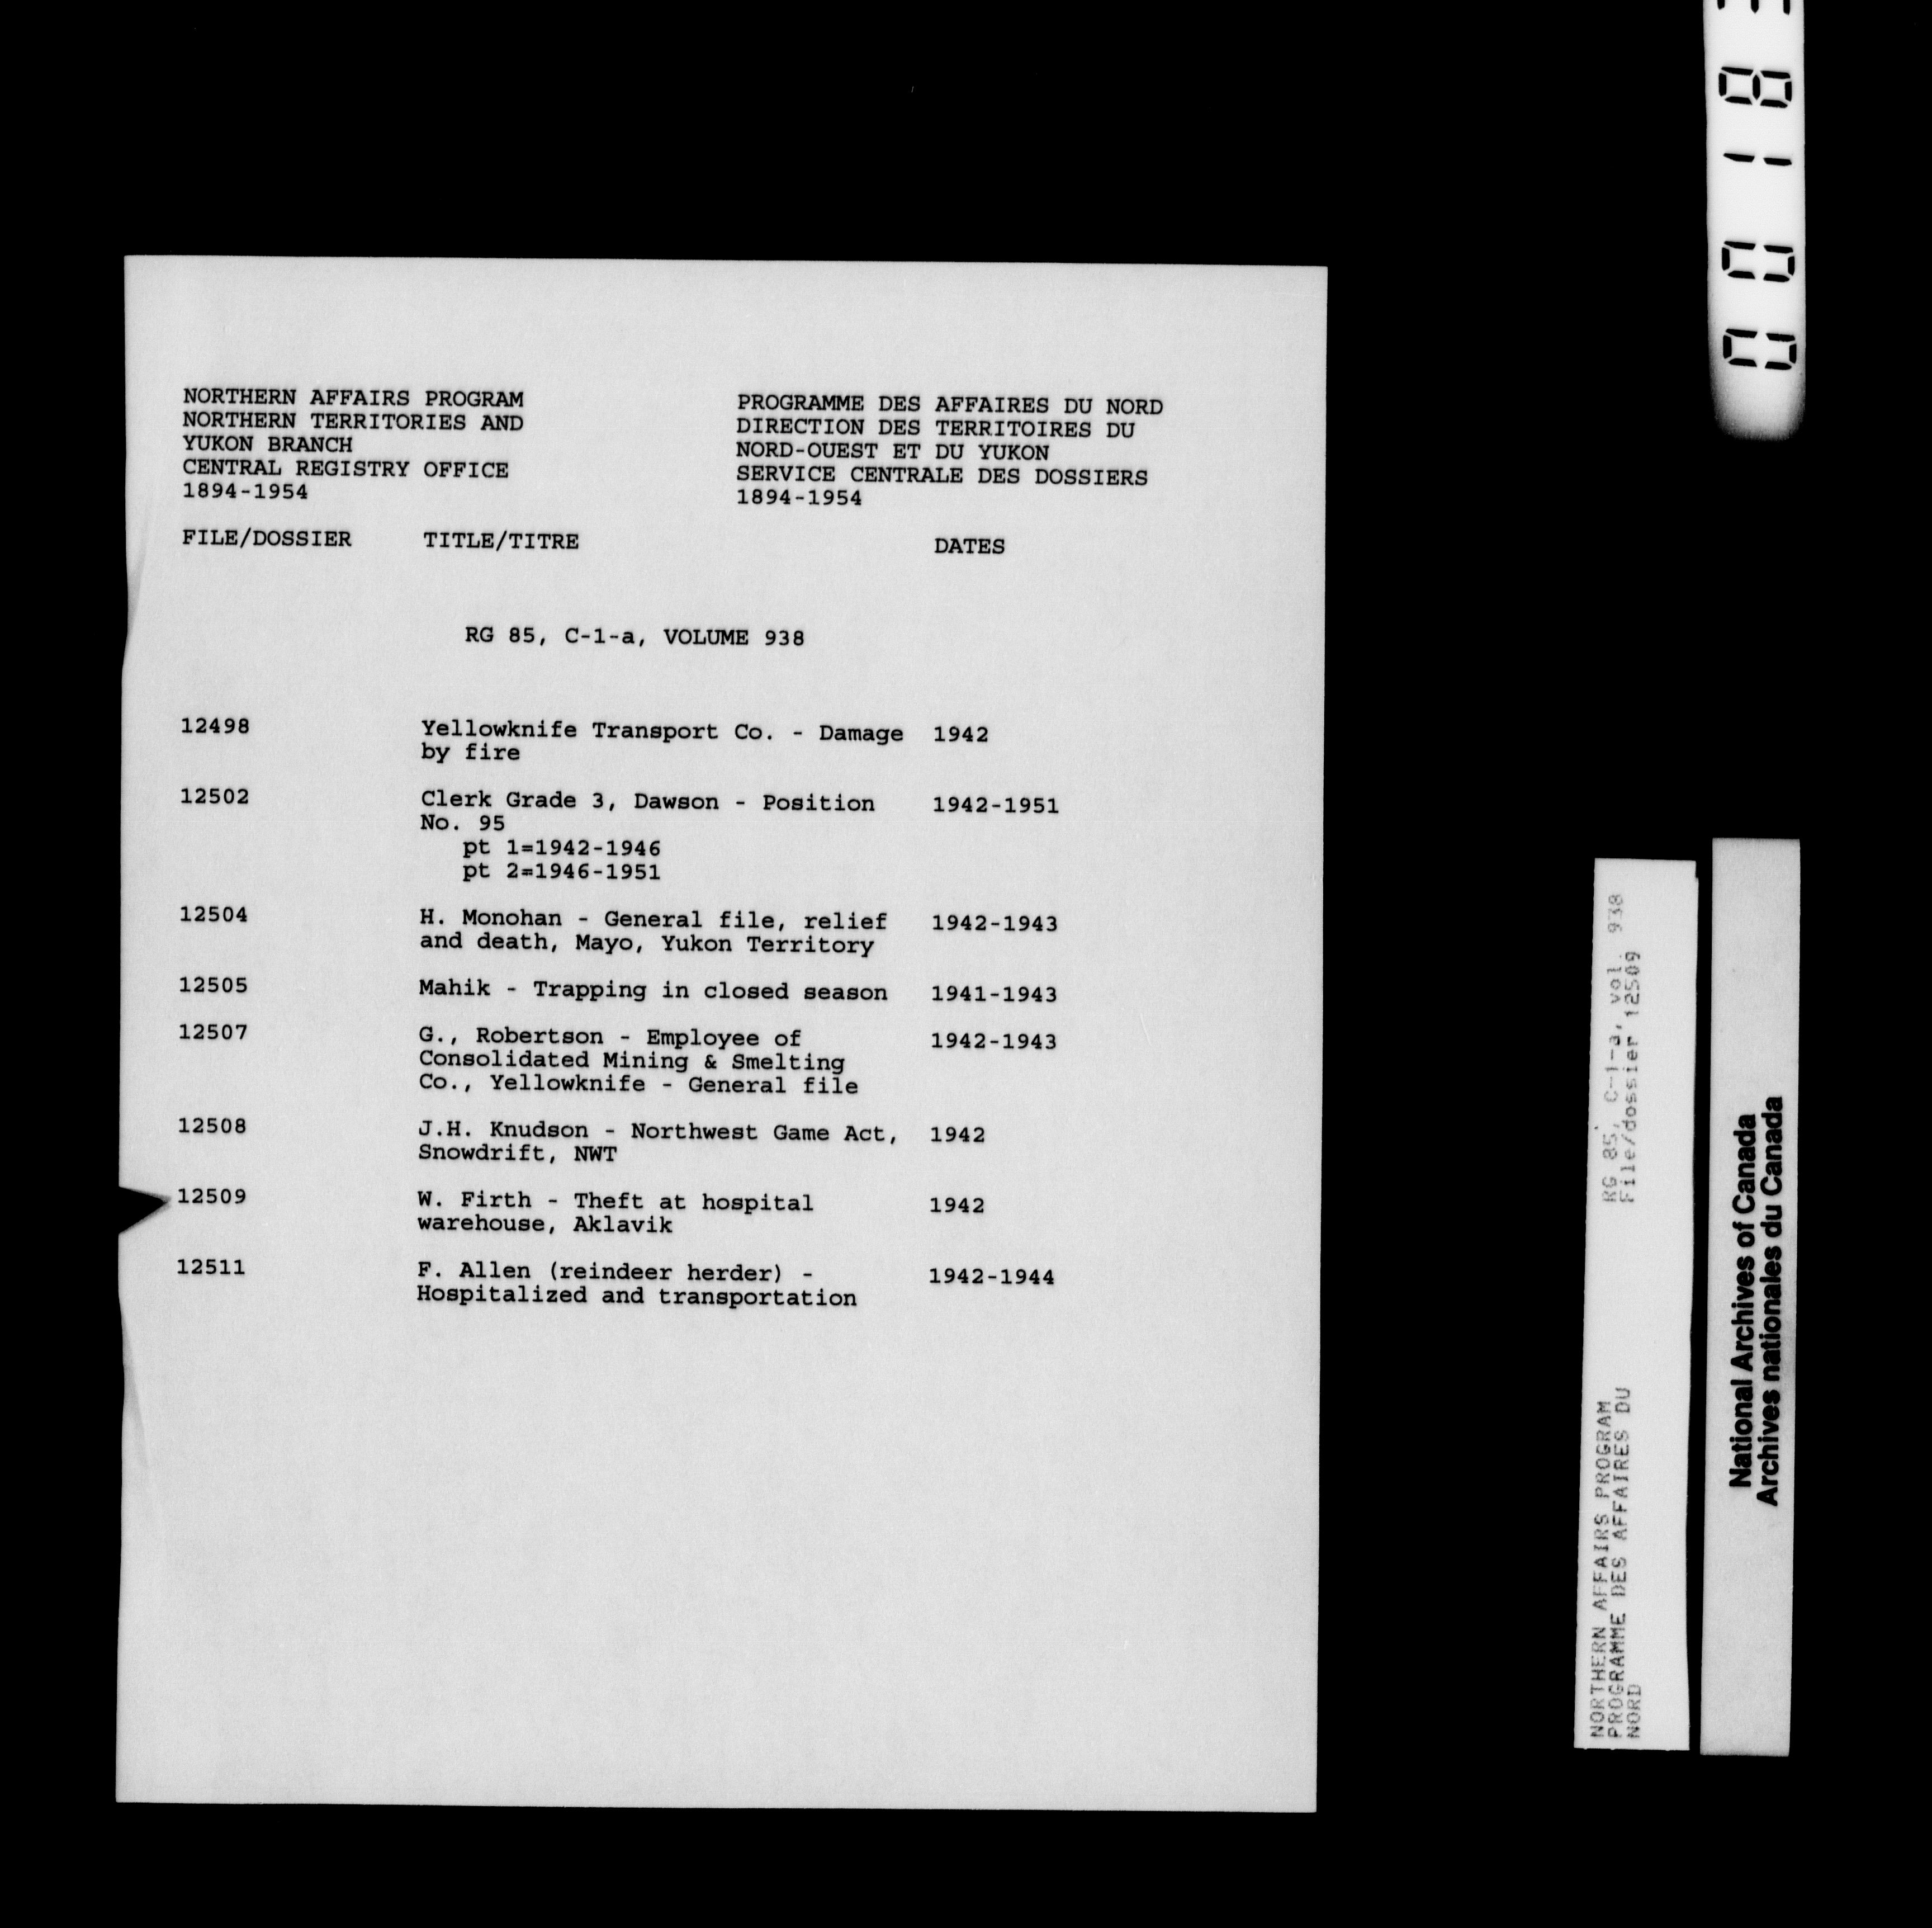 NORTHERN AFFAIRS PROGRAM
NORTHERN TERRITORIES AND
YUKON BRANCH
CENTRAL REGISTRY OFFICE
1894-1954
PROGRAMME DES AFFAIRES DU NORD
DIRECTION DES TERRITOIRES DU
NORD-OUEST ET DU YUKON
SERVICE CENTRALE DES DOSSIERS
1894-1954
FILE/DOSSIER TITLE/TITRE DATES
RG 85, C-1-a, VOLUME 938
12498 Yellowknife Transport Co. - Damage 1942
by fire
12502 Clerk Grade 3, Dawson - Position 1942-1951
No. 95
pt 1=1942-1946
pt 2=1946-1951
12504 H. Monohan - General file, relief 1942-1943
and death, Mayo, Yukon Territory
12505 Mahik - Trapping in closed season 1941-1943
12507 G., Robertson - Employee of 1942-1943
Consolidated Mining & Smelting
Co., Yellowknife - General file
12508 J.H. Knudson - Northwest Game Act, 1942
Snowdrift, NWT
12509 W. Firth - Theft at hospital 1942
warehouse, Aklavik
12511 F. Allen (reindeer herder) - 1942-1944
Hospitalized and transportation
NORTHERN AFFAIRS PROGRAM
PROGRAMME DES AFFAIRES DU
NORD
RG 85, C-1-a, vol. 938
File/dossier 12509
National Archives of Canada
Archives nationales du Canada